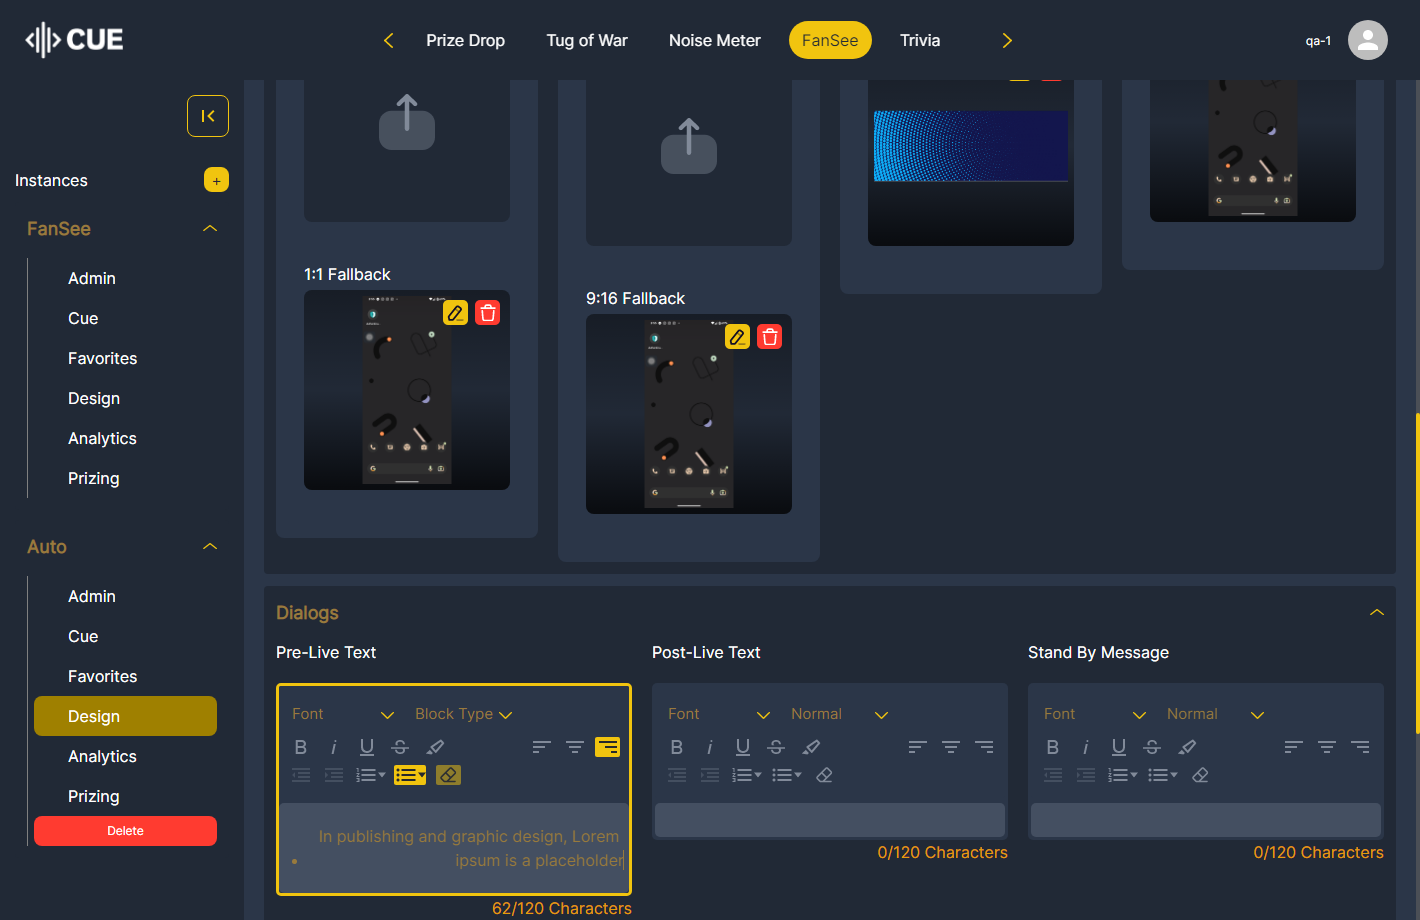 CUE
Prize Drop
Tug of War
Noise Meter
FanSee
Trivia
qa-1
Instances
+
FanSee
Admin
Cue
Favorites
Design
Analytics
Prizing
Auto
Admin
Cue
Favorites
Design
Analytics
Prizing
Delete
1:1 Fallback
9:16 Fallback
Dialogs
Pre-Live Text
Font
Block Type
B i U S
In publishing and graphic design, Lorem
ipsum is a placeholder
62/120 Characters
Post-Live Text
Font
Normal
B i U S
0/120 Characters
Stand By Message
Font
Normal
B i U S
0/120 Characters